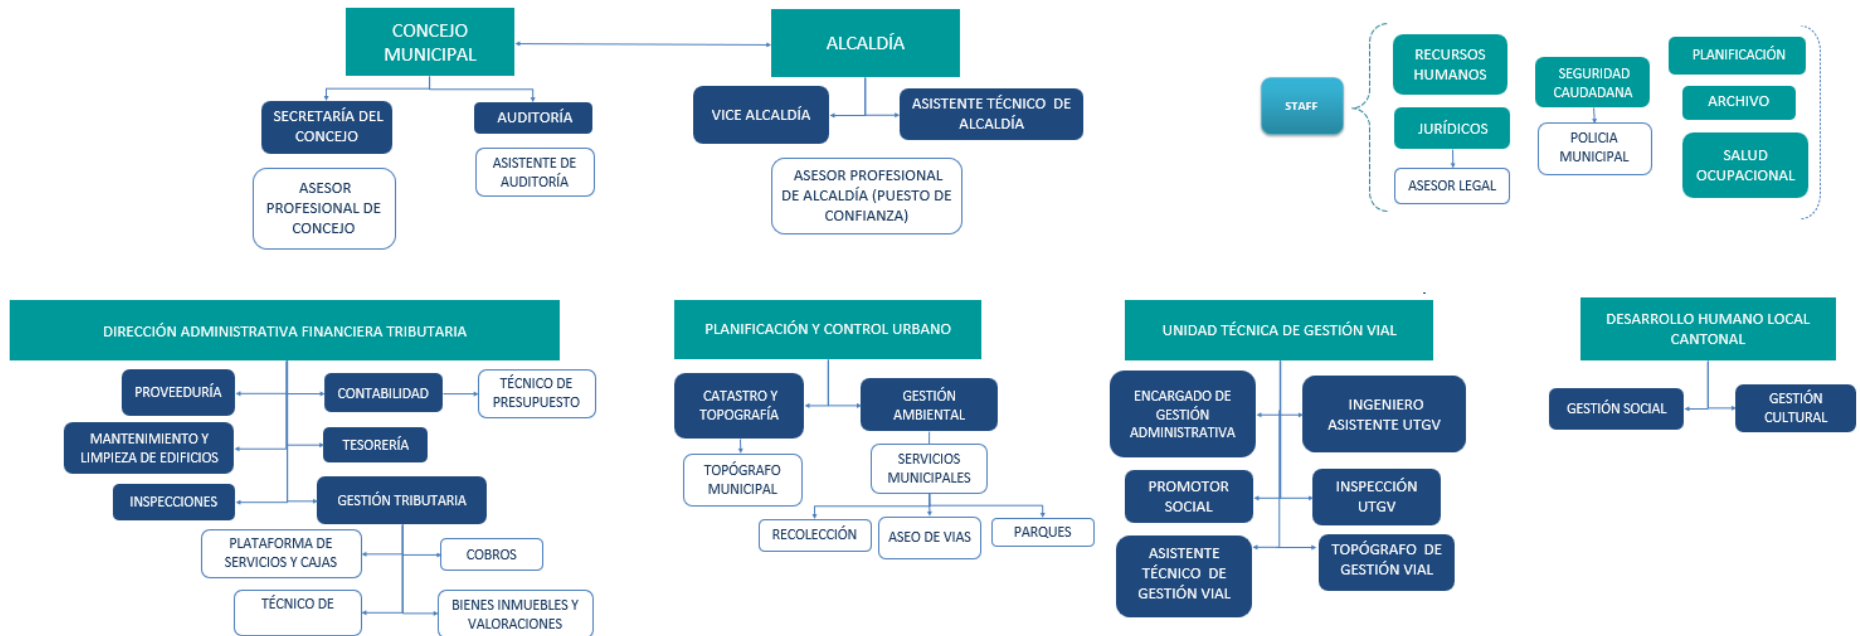 CONCEJO
MUNICIPAL
ALCALDÍA
SECRETARÍA DEL
CONCEJO
AUDITORÍA
ASESOR
PROFESIONAL DE
CONCEJO
ASISTENTE DE
AUDITORÍA
VICE ALCALDÍA
ASISTENTE TÉCNICO DE
ALCALDÍA
ASESOR PROFESIONAL
DE ALCALDÍA (PUESTO DE
CONFIANZA)
STAFF
RECURSOS
HUMANOS
JURÍDICOS
ASESOR LEGAL
SEGURIDAD
CAUDADANA
POLICIA
MUNICIPAL
PLANIFICACIÓN
ARCHIVO
SALUD
OCUPACIONAL
DIRECCIÓN ADMINISTRATIVA FINANCIERA TRIBUTARIA
PROVEEDURÍA
CONTABILIDAD
TÉCNICO DE
PRESUPUESTO
MANTENIMIENTO Y
LIMPIEZA DE EDIFICIOS
TESORERÍA
INSPECCIONES
GESTIÓN TRIBUTARIA
PLATAFORMA DE
SERVICIOS Y CAJAS
COBROS
TÉCNICO DE
BIENES INMUEBLES Y
VALORACIONES
PLANIFICACIÓN Y CONTROL URBANO
CATASTRO Y
TOPOGRAFÍA
GESTIÓN
AMBIENTAL
TOPÓGRAFO
MUNICIPAL
SERVICIOS
MUNICIPALES
RECOLECCIÓN
ASEO DE VIAS
PARQUES
UNIDAD TÉCNICA DE GESTIÓN VIAL
ENCARGADO DE
GESTIÓN
ADMINISTRATIVA
INGENIERO
ASISTENTE UTGV
PROMOTOR
SOCIAL
INSPECCIÓN
UTGV
ASISTENTE
TÉCNICO DE
GESTIÓN VIAL
TOPÓGRAFO DE
GESTIÓN VIAL
DESARROLLO HUMANO LOCAL
CANTONAL
GESTIÓN SOCIAL
GESTIÓN
CULTURAL